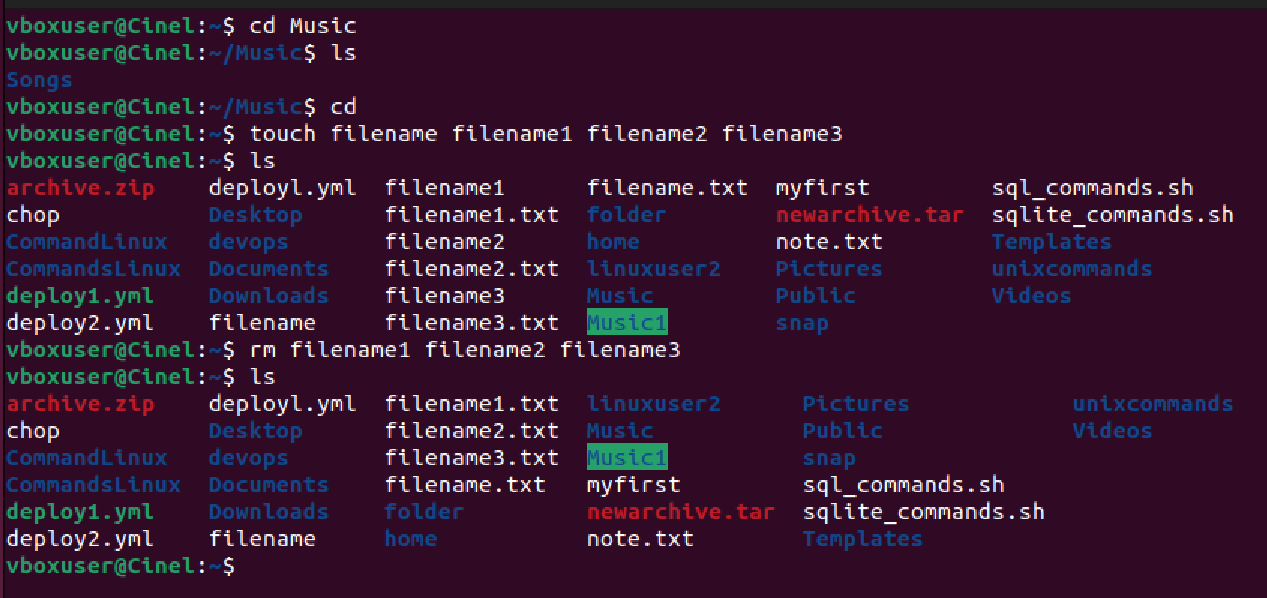 vboxuser@Cinel:~$ cd Music
vboxuser@Cinel:~/Music$ ls
Songs
vboxuser@Cinel:~/Music$ cd
vboxuser@Cinel:~$ touch filename filename1 filename2 filename3
vboxuser@Cinel:~$ ls
archive.zip deployl.yml filename1 filename.txt myfirst sql_commands.sh
chop Desktop filename1.txt folder newarchive.tar sqlite_commands.sh
CommandLinux devops filename2 home note.txt Templates
CommandsLinux Documents filename2.txt linuxuser2 Pictures unixcommands
deploy1.yml Downloads filename3 Music Public Videos
deploy2.yml filename filename3.txt Music1 snap
vboxuser@Cinel:~$ rm filename1 filename2 filename3
vboxuser@Cinel:~$ ls
archive.zip deployl.yml filename1.txt linuxuser2 Pictures unixcommands
chop Desktop filename2.txt Music Public Videos
CommandLinux devops filename3.txt Music1 snap
CommandsLinux Documents filename.txt myfirst sql_commands.sh
deploy1.yml Downloads folder newarchive.tar sqlite_commands.sh
deploy2.yml filename home note.txt Templates
vboxuser@Cinel:~$